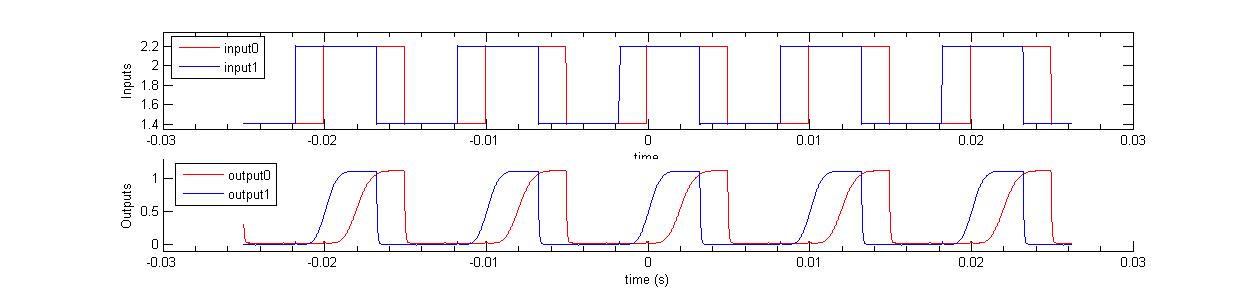 2.2
2
1.8
1.6
1.4
Inputs
input0
input1
-0.03 -0.02 -0.01 0 0.01 0.02 0.03
time
1
0.5
0
Outputs
output0
output1
-0.03 -0.02 -0.01 0 0.01 0.02 0.03
time (s)